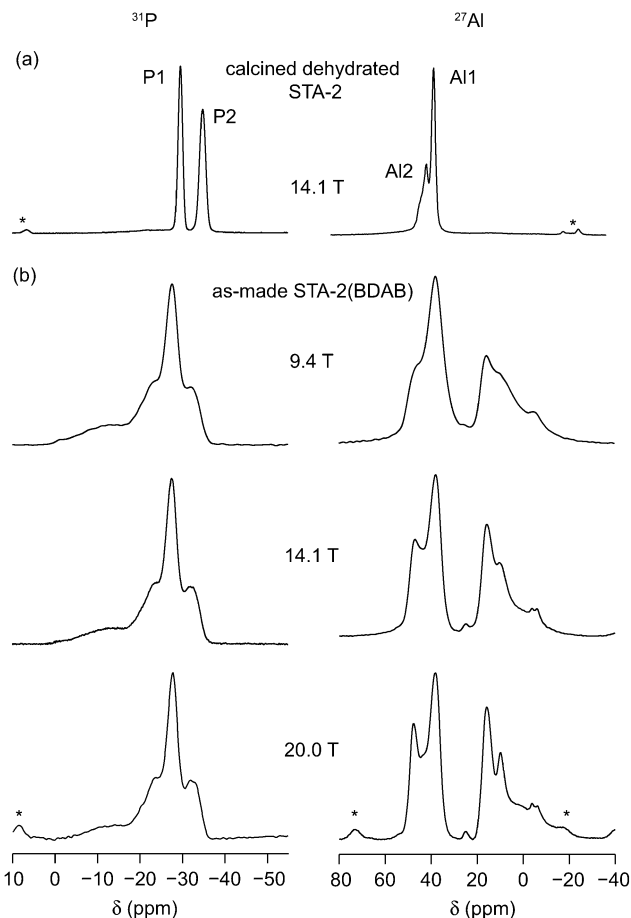 ³¹P
²⁷Al
(a)
calcined dehydrated
STA-2
P1
P2
Al1
Al2
14.1 T
*
*
(b)
as-made STA-2(BDAB)
9.4 T
14.1 T
20.0 T
*
*
*
10 0 −10 −20 −30 −40 −50
80 60 40 20 0 −20 −40
δ (ppm)
δ (ppm)